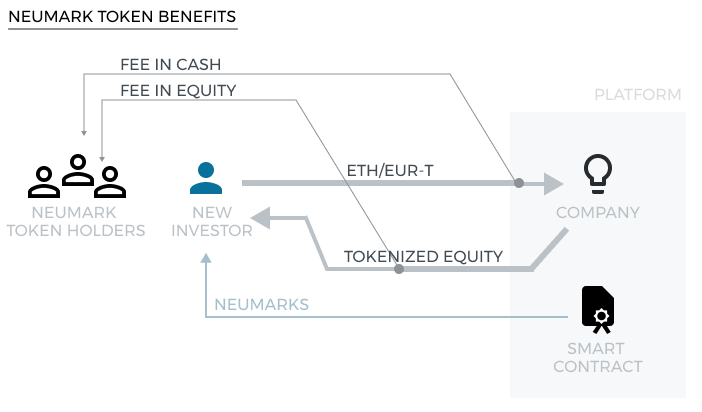 NEUMARK TOKEN BENEFITS
FEE IN CASH
FEE IN EQUITY
PLATFORM
ETH/EUR-T
NEUMARK
TOKEN HOLDERS
NEW
INVESTOR
COMPANY
TOKENIZED EQUITY
NEUMARKS
SMART
CONTRACT